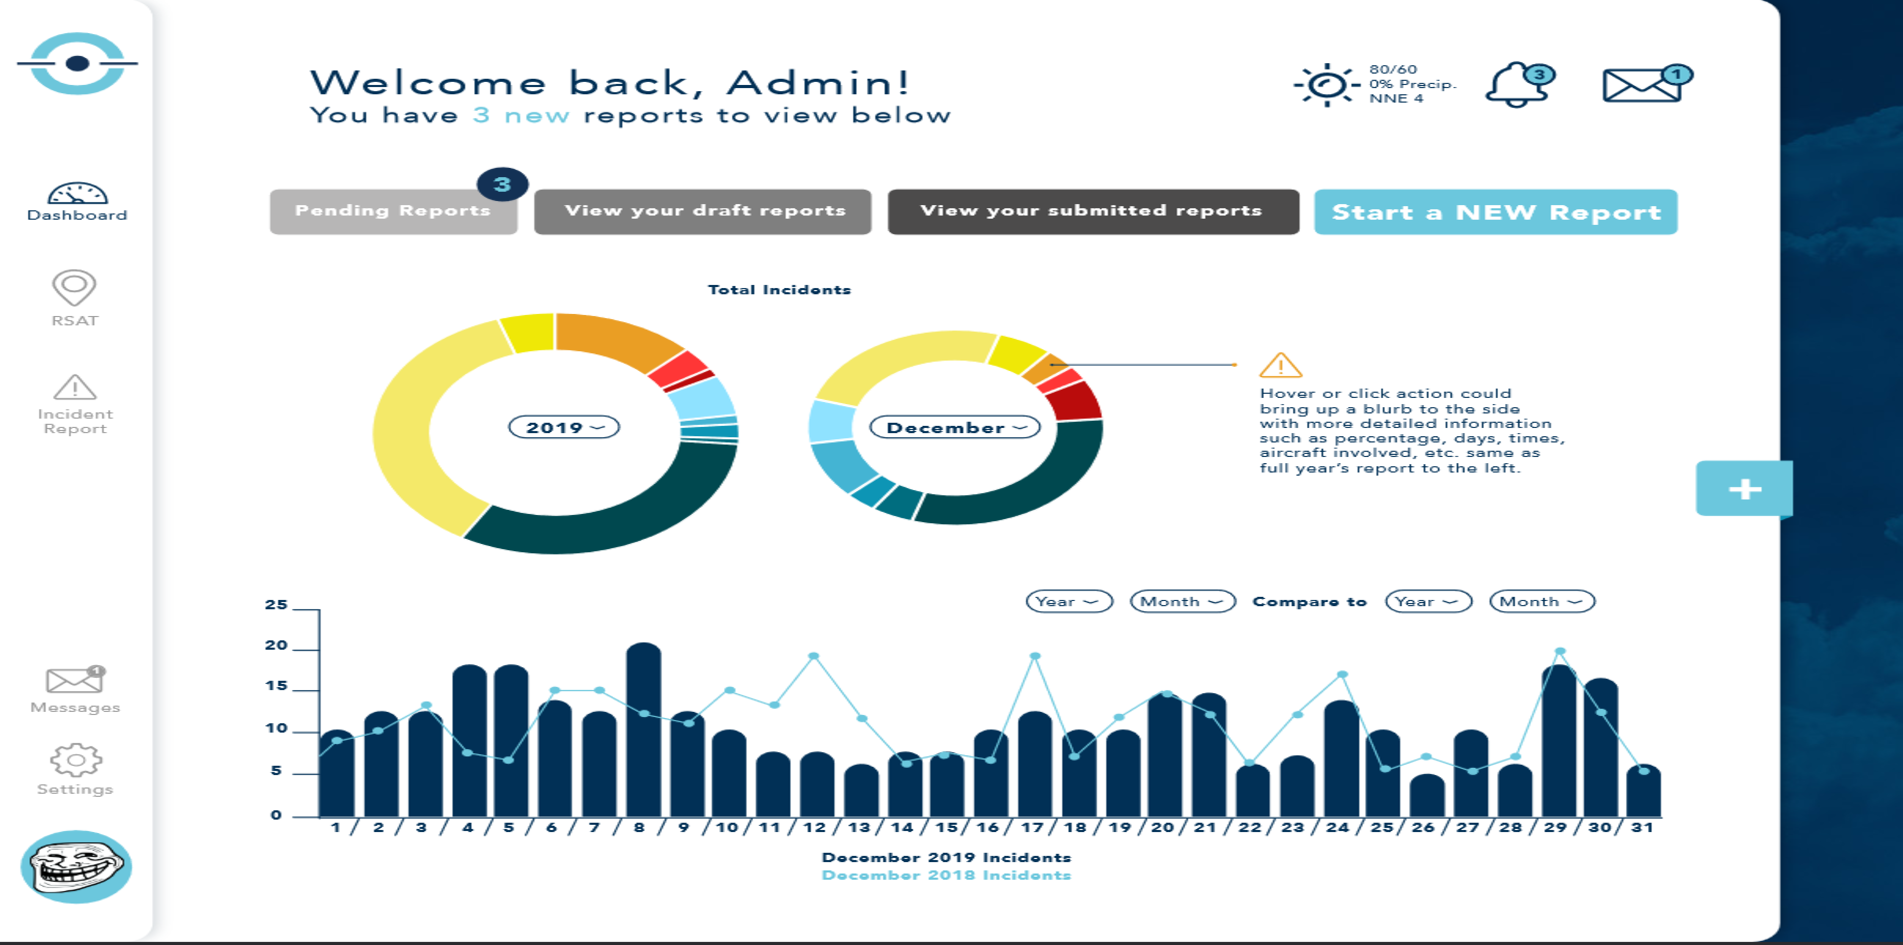 Welcome back, Admin!
You have 3 new reports to view below
80/60
0% Precip.
NNE 4
3
1
Dashboard
RSAT
Incident
Report
1
Messages
Settings
3
Pending Reports
View your draft reports
View your submitted reports
Start a NEW Report
Total Incidents
2019
December
Hover or click action could
bring up a blurb to the side
with more detailed information
such as percentage, days, times,
aircraft involved, etc. same as
full year's report to the left.
+
Year
Month
Compare to
Year
Month
25
20
15
10
5
0
1 / 2 / 3 / 4 / 5 / 6 / 7 / 8 / 9 / 10 / 11 / 12 / 13 / 14 / 15 / 16 / 17 / 18 / 19 / 20 / 21 / 22 / 23 / 24 / 25 / 26 / 27 / 28 / 29 / 30 / 31
December 2019 Incidents
December 2018 Incidents